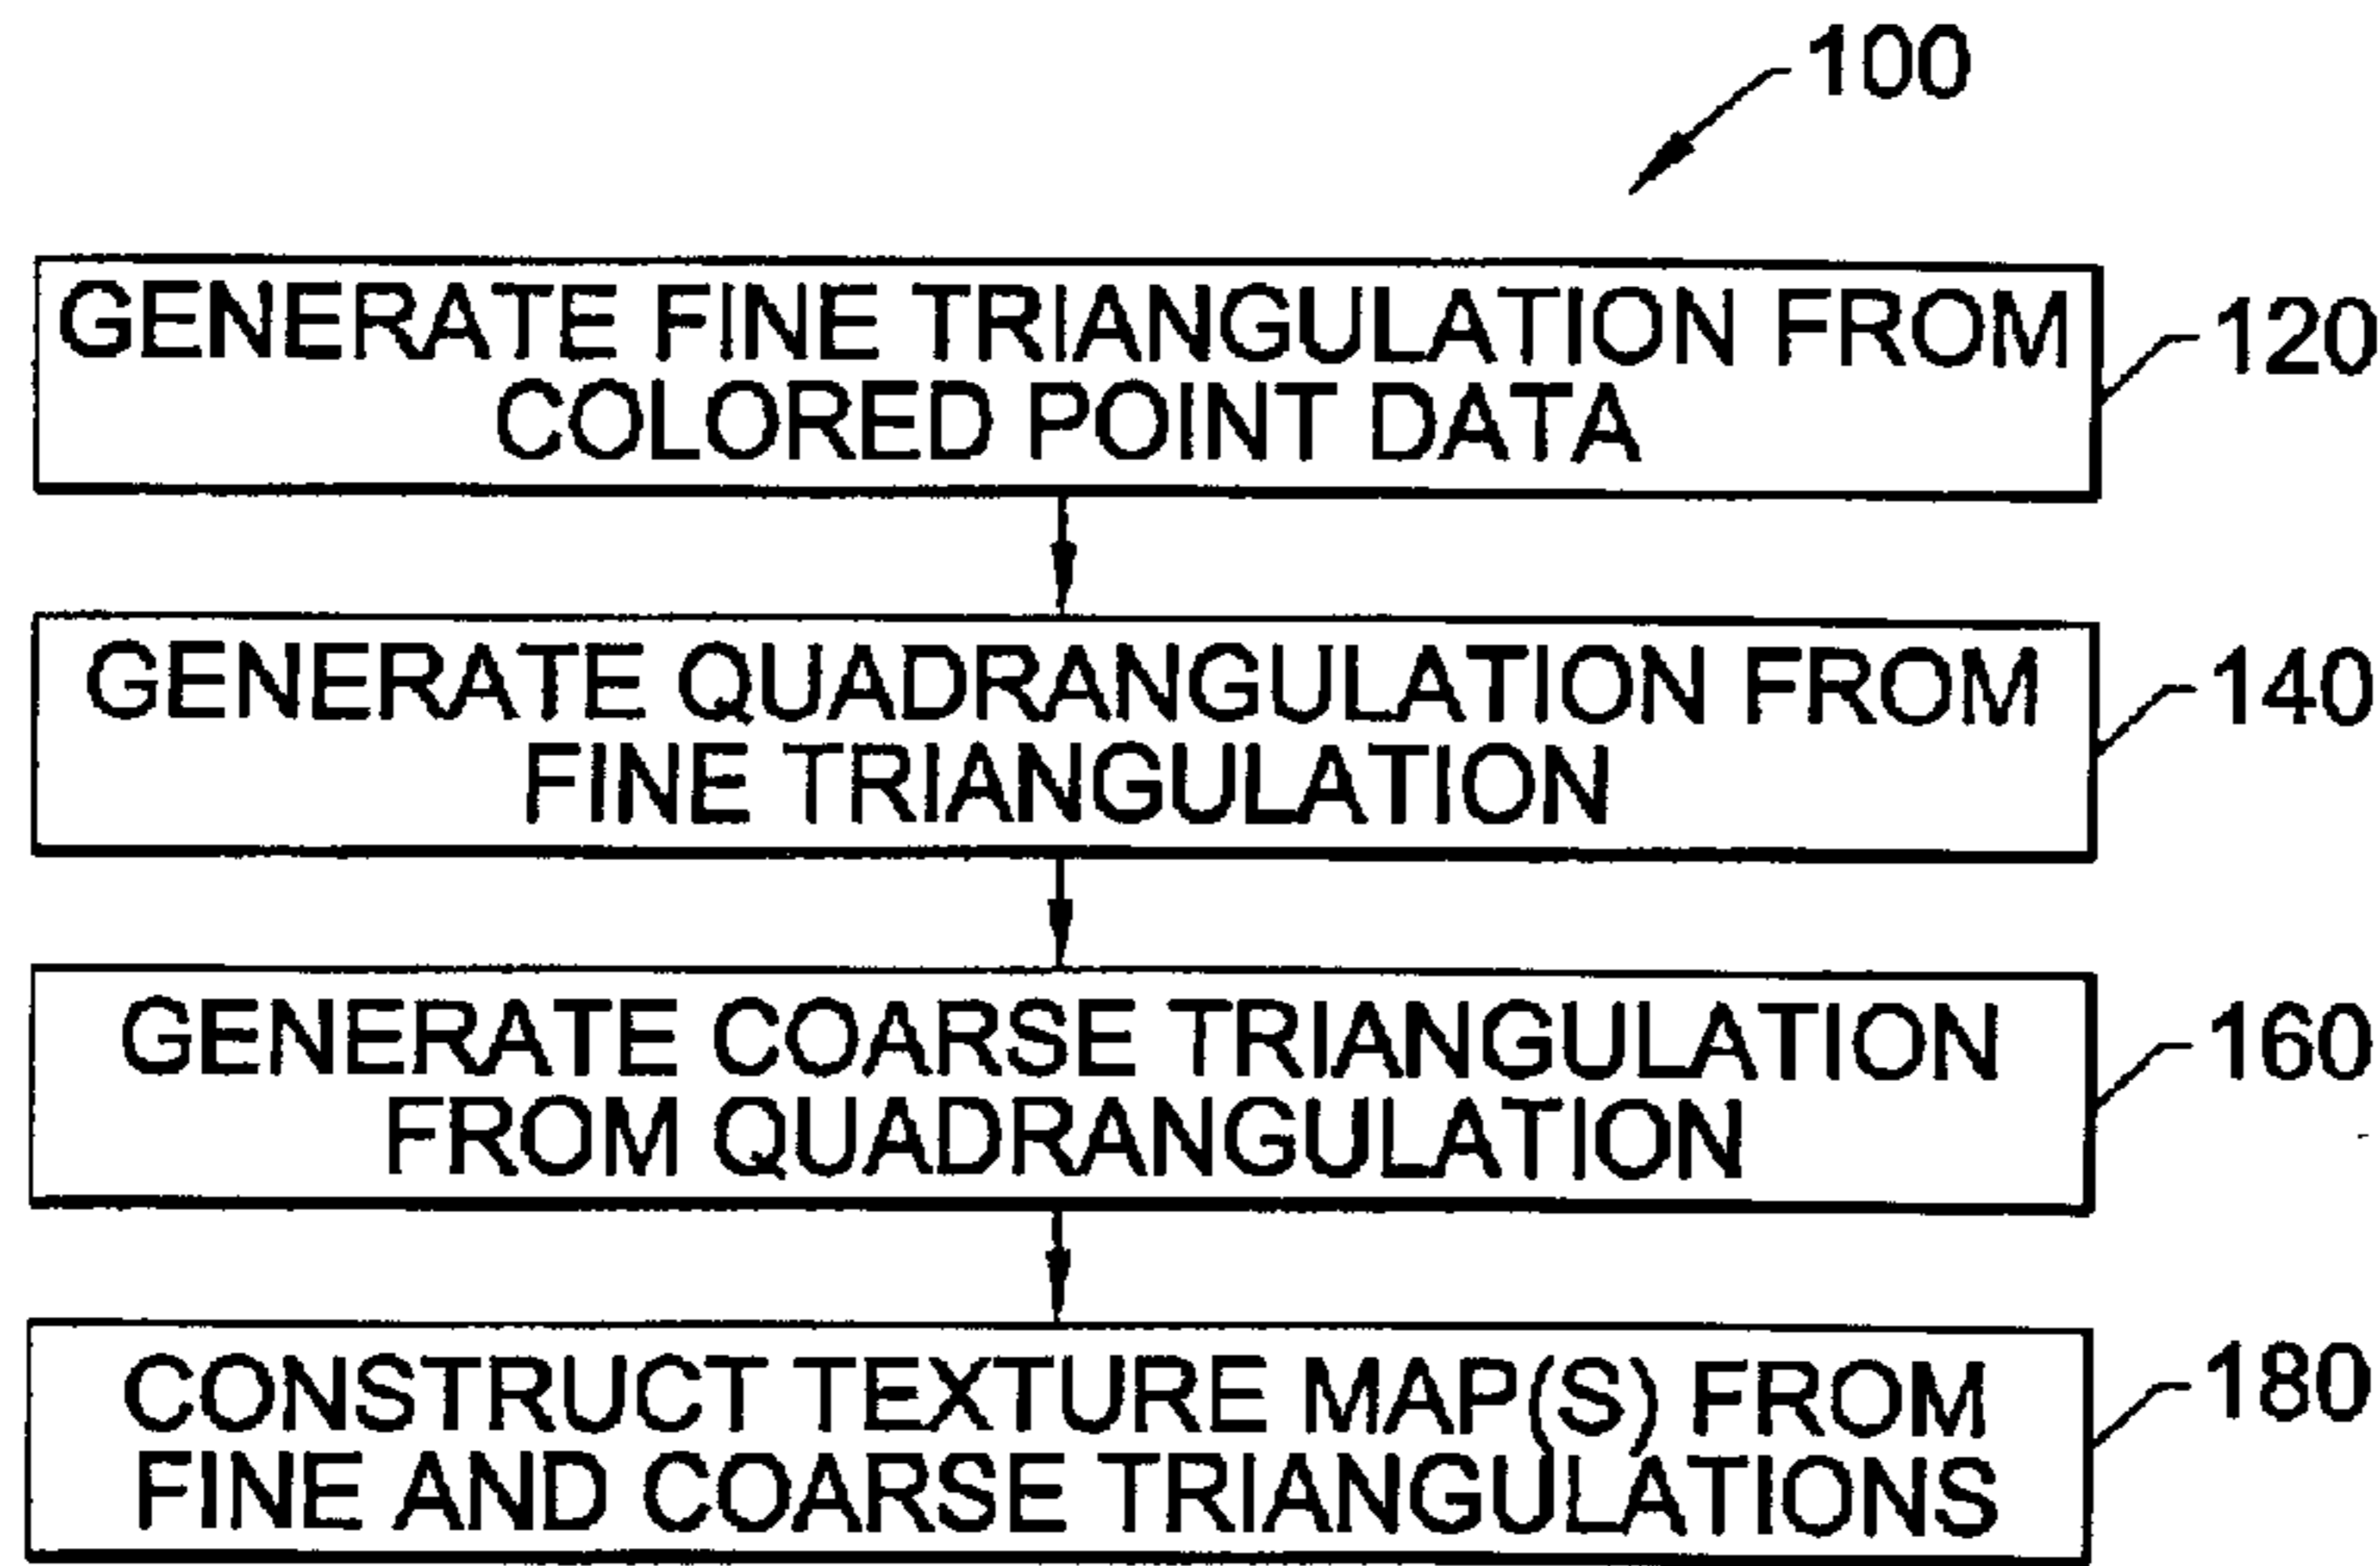 100
GENERATE FINE TRIANGULATION FROM
COLORED POINT DATA
120
GENERATE QUADRANGULATION FROM
FINE TRIANGULATION
140
GENERATE COARSE TRIANGULATION
FROM QUADRANGULATION
160
CONSTRUCT TEXTURE MAP(S) FROM
FINE AND COARSE TRIANGULATIONS
180